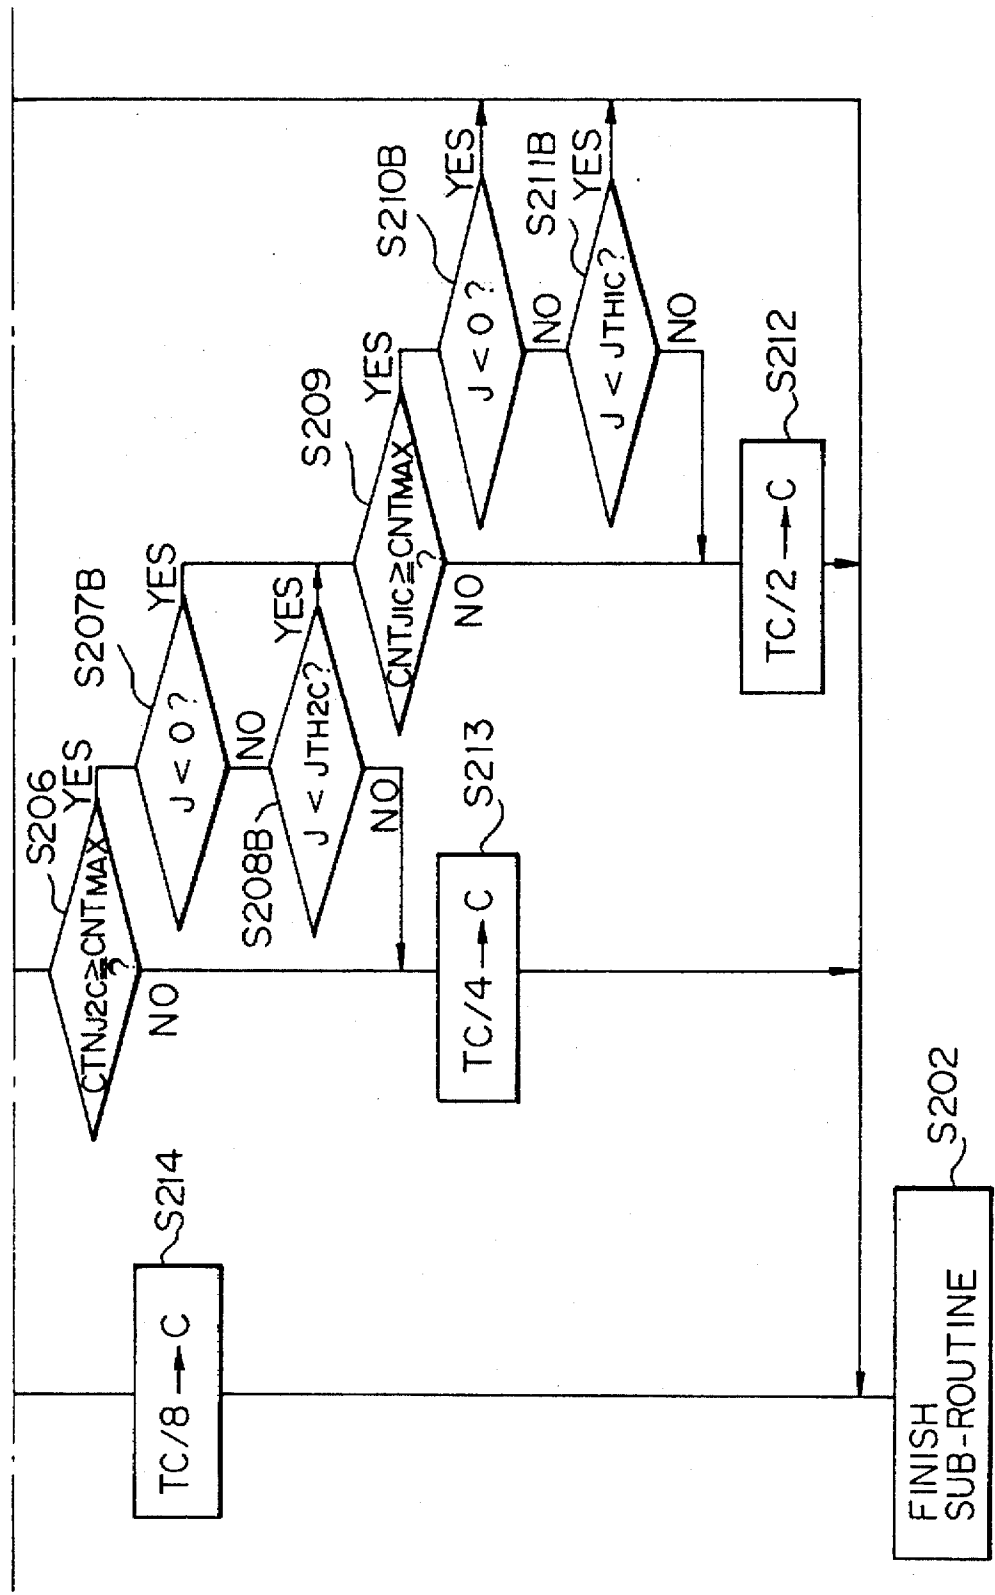 S206
CTNJ2C≧CNTMAX
?
YES
NO
S207B
J < 0 ?
YES
NO
S208B
J < JTH2C?
YES
NO
S209
CNTJ1C≧CNTMAX
?
YES
NO
S210B
J < 0 ?
YES
NO
S211B
J < JTH1C?
YES
NO
S212
TC/2 → C
S213
TC/4 → C
S214
TC/8 → C
S202
FINISH
SUB-ROUTINE